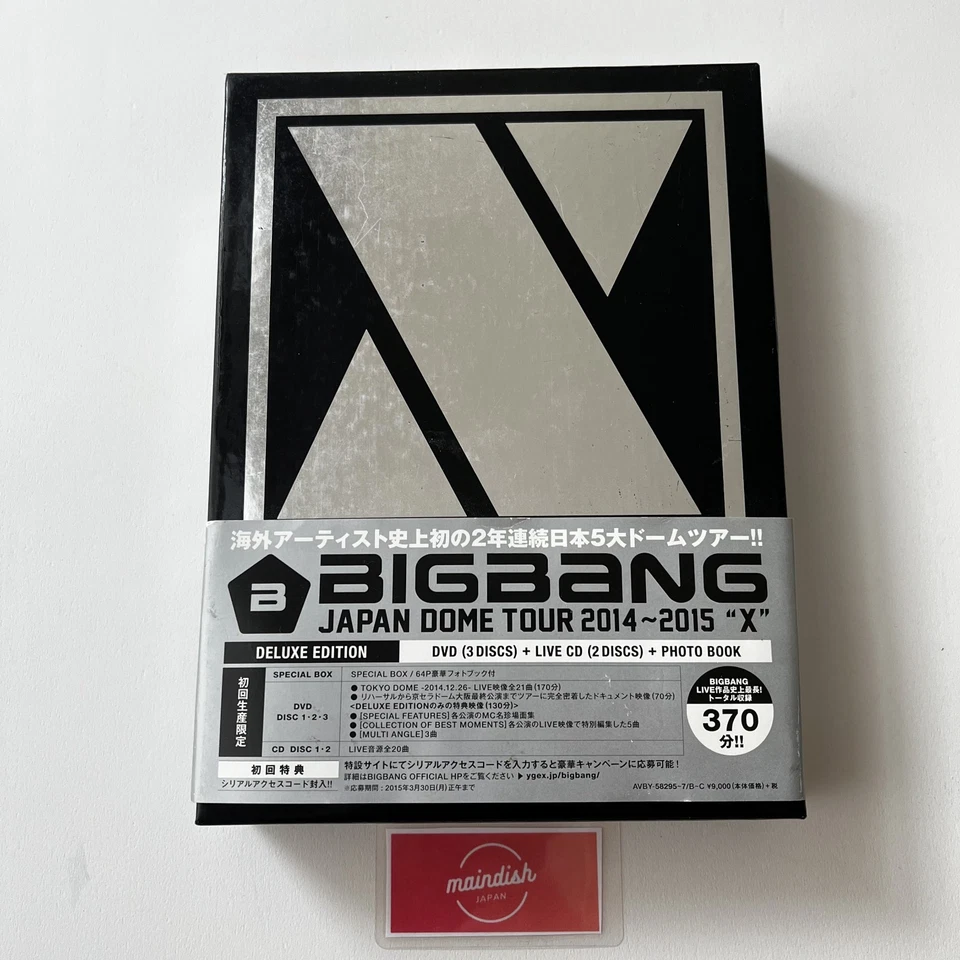 海外アーティスト史上初の2年連続日本5大ドームツアー!!
B BIGBANG
JAPAN DOME TOUR 2014~2015 “X”
DELUXE EDITION
DVD (3 DISCS) + LIVE CD (2 DISCS) + PHOTO BOOK
初回生産限定
SPECIAL BOX
SPECIAL BOX / 64P豪華フォトブック付
DVD
DISC 1・2・3
● TOKYO DOME -2014.12.26- LIVE映像全21曲(170分)
● リハーサルから京セラドーム大阪最終公演までツアーに完全密着したドキュメント映像(70分)
<DELUXE EDITIONのみの特典映像(130分)>
● [SPECIAL FEATURES] 各公演のMC名珍場面集
● [COLLECTION OF BEST MOMENTS] 各公演のLIVE映像で特別編集した5曲
● [MULTI ANGLE] 3曲
CD DISC 1・2
LIVE音源全20曲
BIGBANG
LIVE作品史上最長!
トータル収録
370
分!!
初回特典
シリアルアクセスコード封入!!
特設サイトにてシリアルアクセスコードを入力すると豪華キャンペーンに応募可能!
詳細はBIGBANG OFFICIAL HPをご覧ください ▶ ygex.jp/bigbang/
※応募期間:2015年3月30日(月)正午まで
AVBY-58295~7/B~C ¥9,000(本体価格)+税
maindish
JAPAN